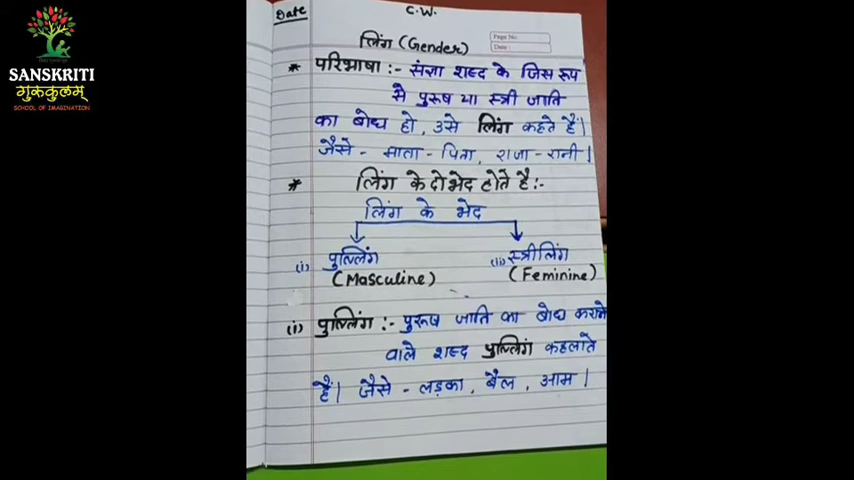 SANSKRITI
गुरुकुलम्
SCHOOL OF IMAGINATION
Date
C.W.
Page No.
Date :
लिंग (Gender)
* परिभाषा :- संज्ञा शब्द के जिस रूप
से पुरुष या स्त्री जाति
का बोध हो, उसे लिंग कहते हैं|
जैसे - माता - पिता, राजा - रानी|
* लिंग के दो भेद होते है:-
लिंग के भेद
(i) पुल्लिंग (ii) स्त्रीलिंग
(Masculine) (Feminine)
(i) पुल्लिंग :- पुरुष जाति का बोध कराने
वाले शब्द पुल्लिंग कहलाते
हैं| जैसे - लड़का, बैल, आम|